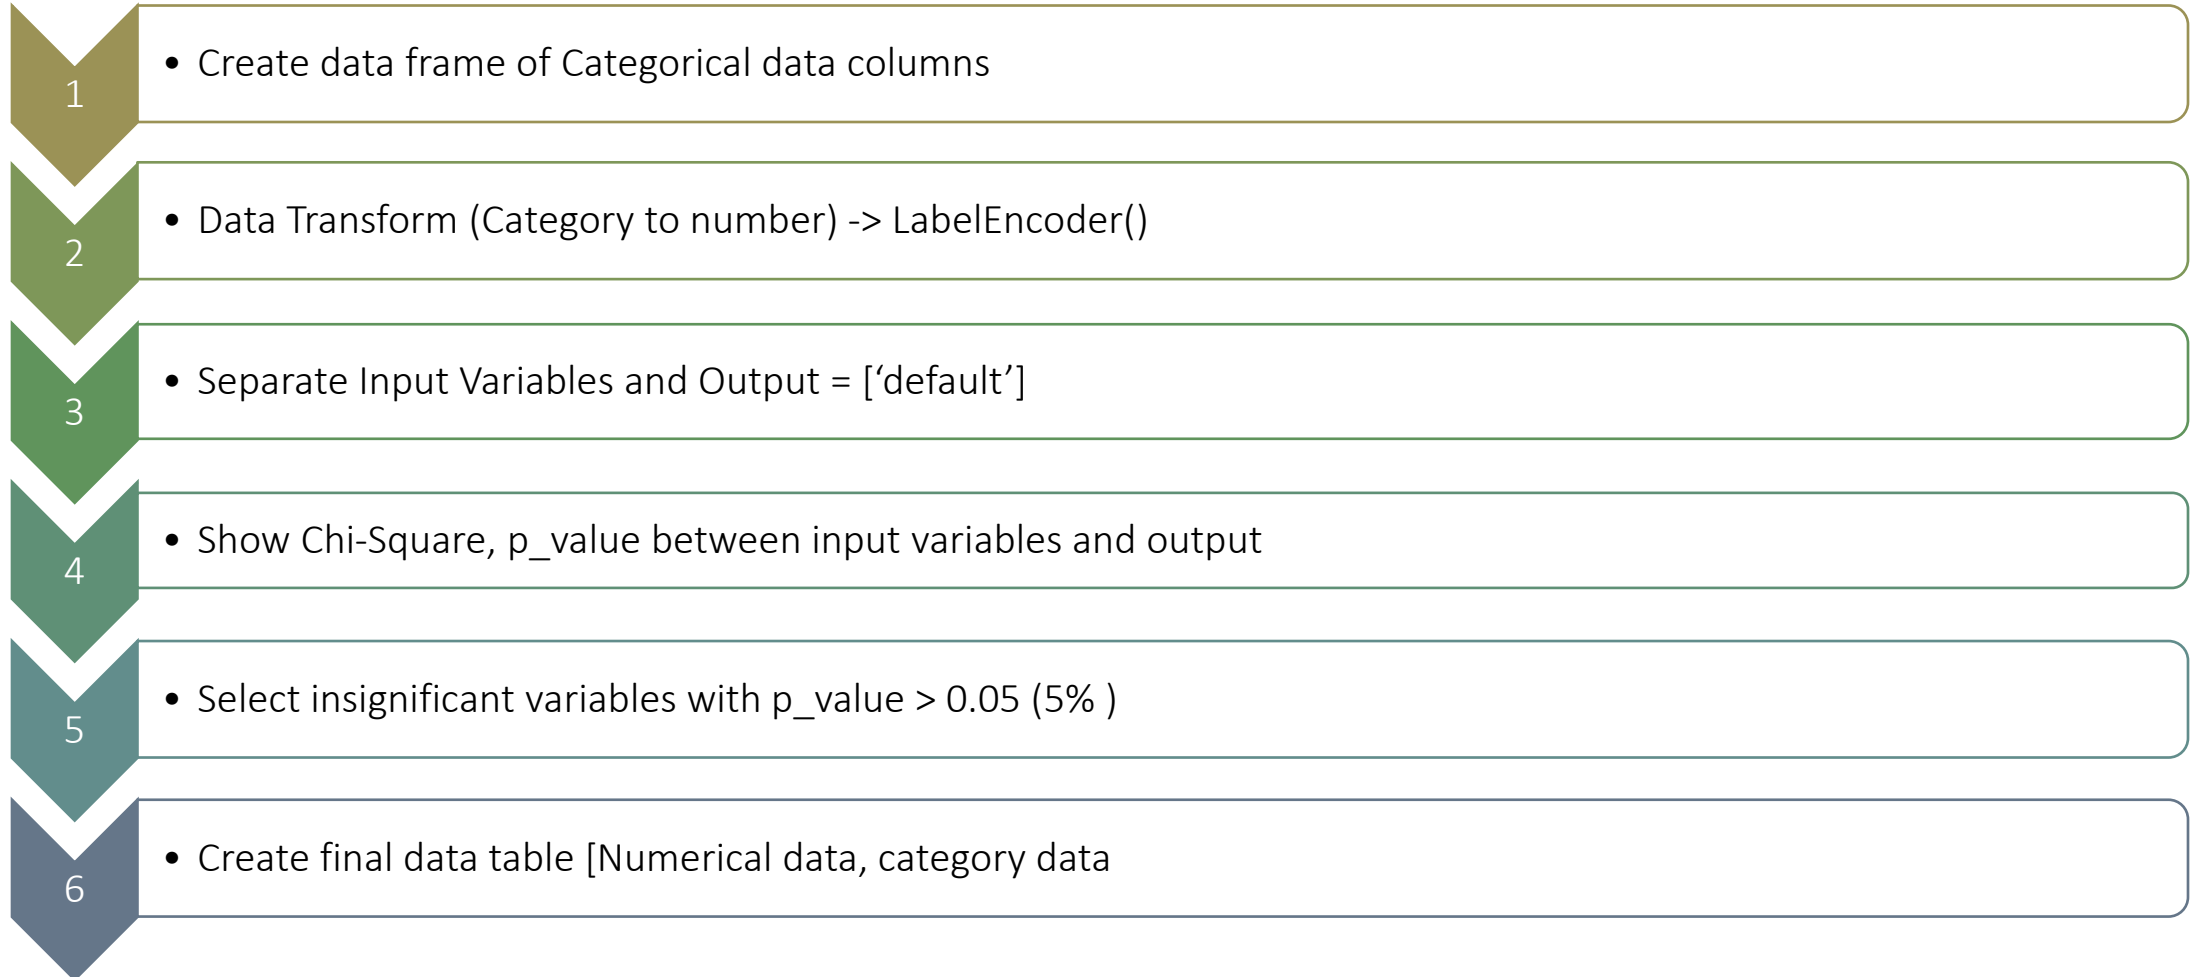 1
• Create data frame of Categorical data columns
2
• Data Transform (Category to number) -> LabelEncoder()
3
• Separate Input Variables and Output = [‘default’]
4
• Show Chi-Square, p_value between input variables and output
5
• Select insignificant variables with p_value > 0.05 (5% )
6
• Create final data table [Numerical data, category data